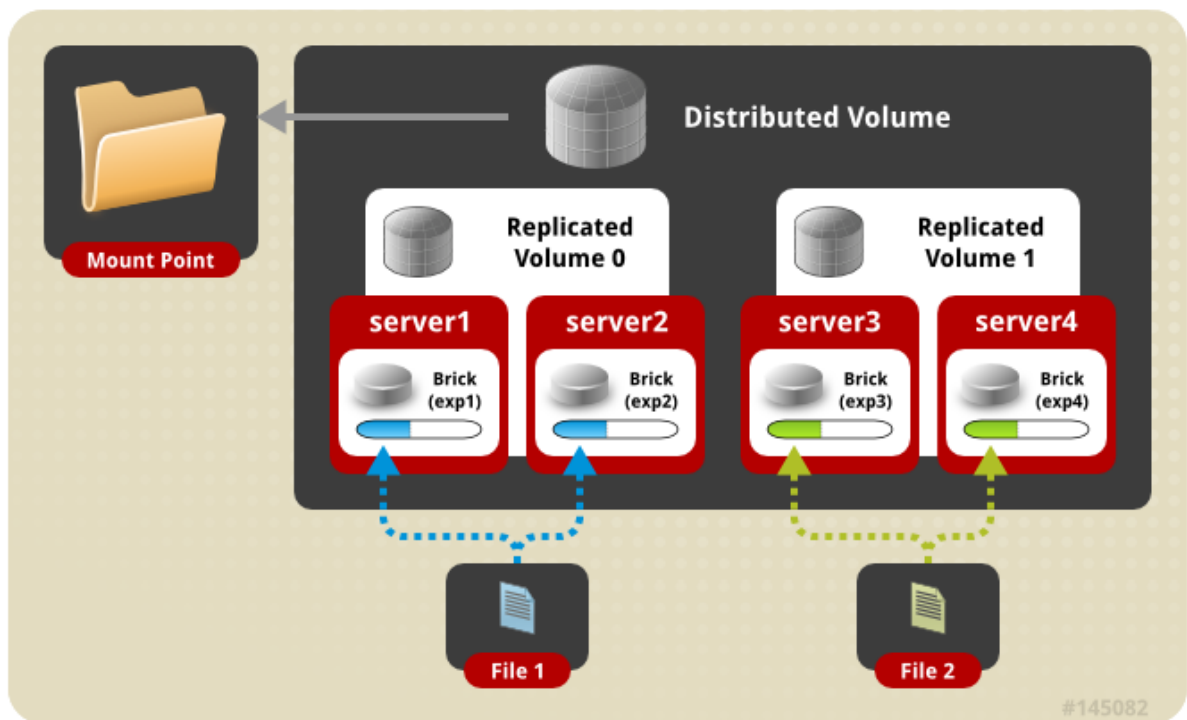 Distributed Volume
Mount Point
Replicated
Volume 0
Replicated
Volume 1
server1
server2
server3
server4
Brick
(exp1)
Brick
(exp2)
Brick
(exp3)
Brick
(exp4)
File 1
File 2
#145082